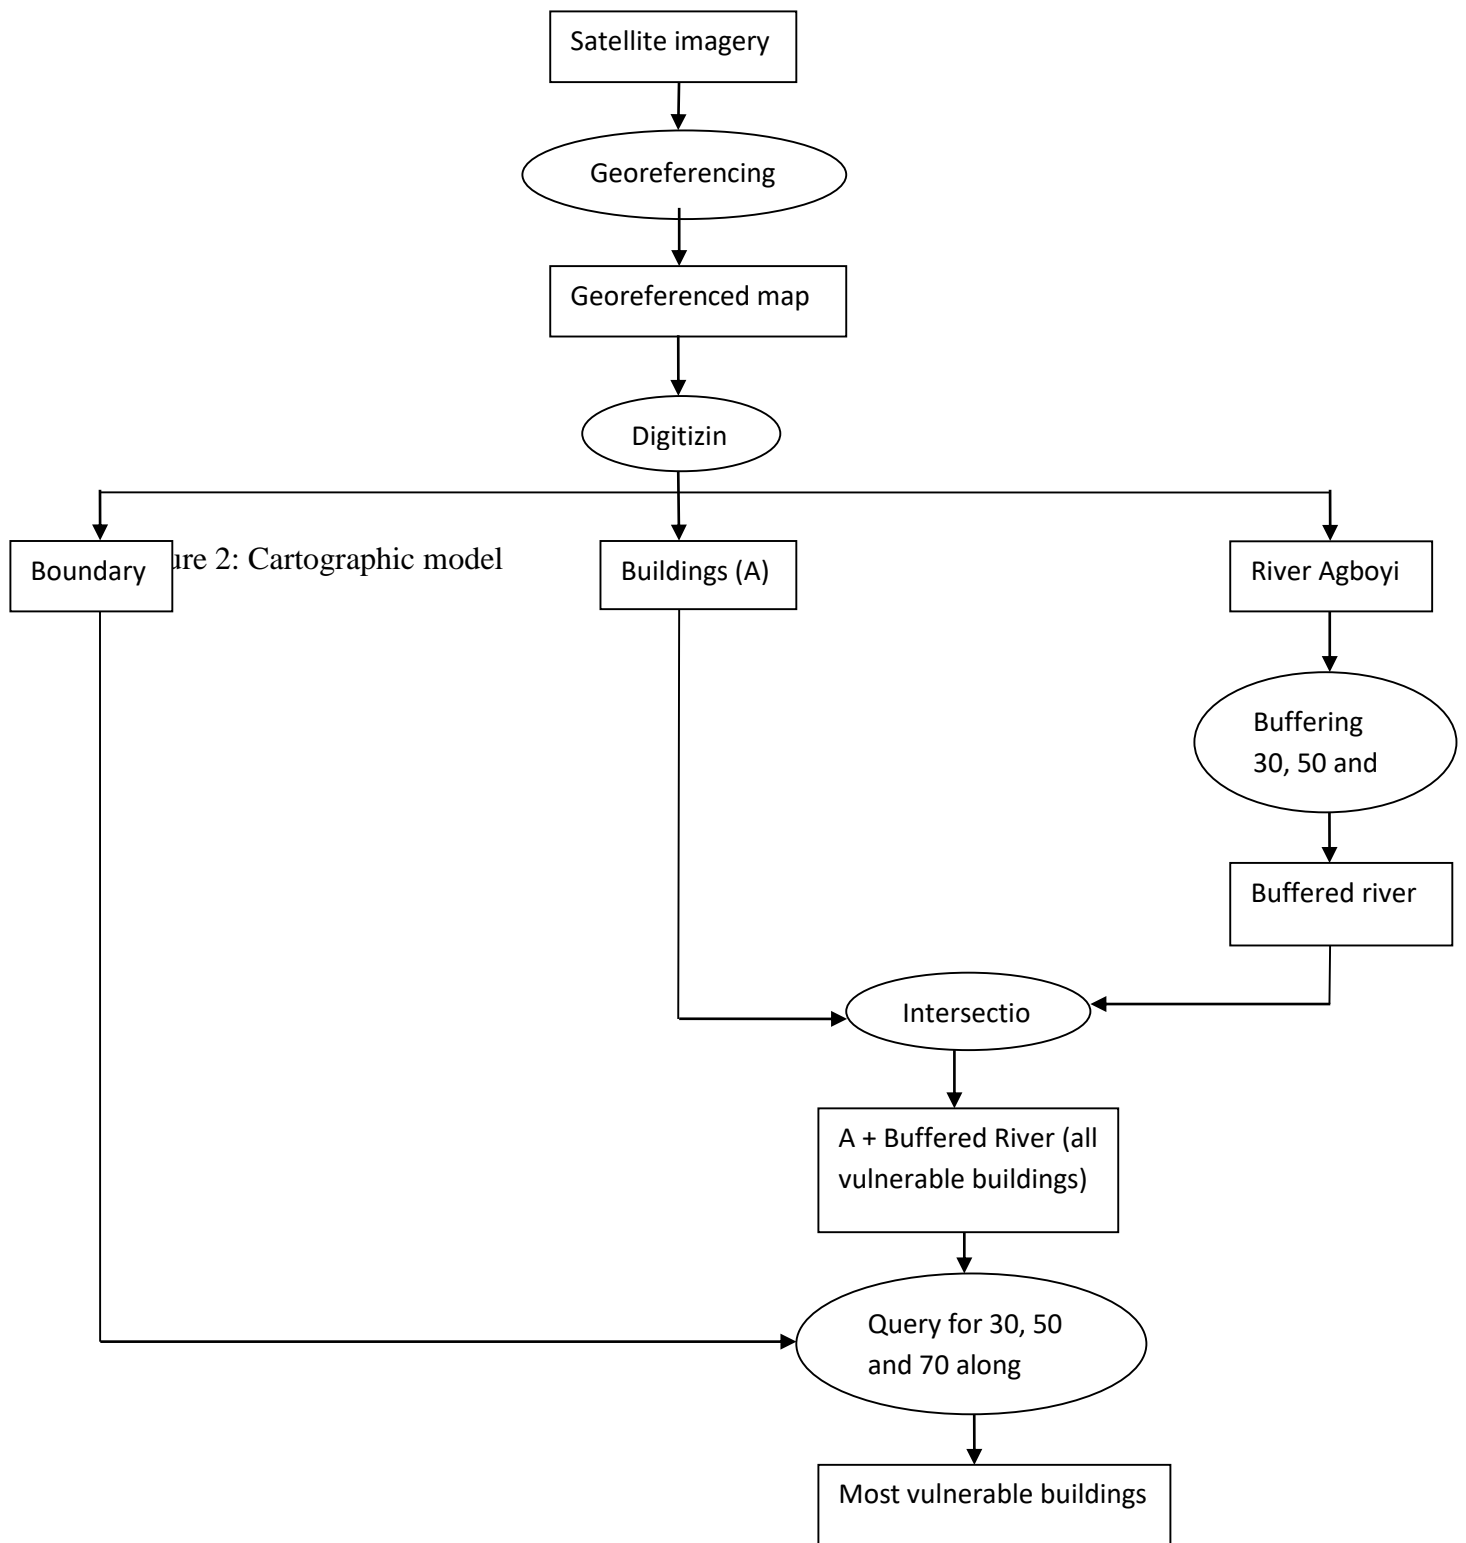 Satellite imagery
Georeferencing
Georeferenced map
Digitizin
Boundary
ure 2: Cartographic model
Buildings (A)
River Agboyi
Buffering
30, 50 and
Buffered river
Intersectio
A + Buffered River (all
vulnerable buildings)
Query for 30, 50
and 70 along
Most vulnerable buildings